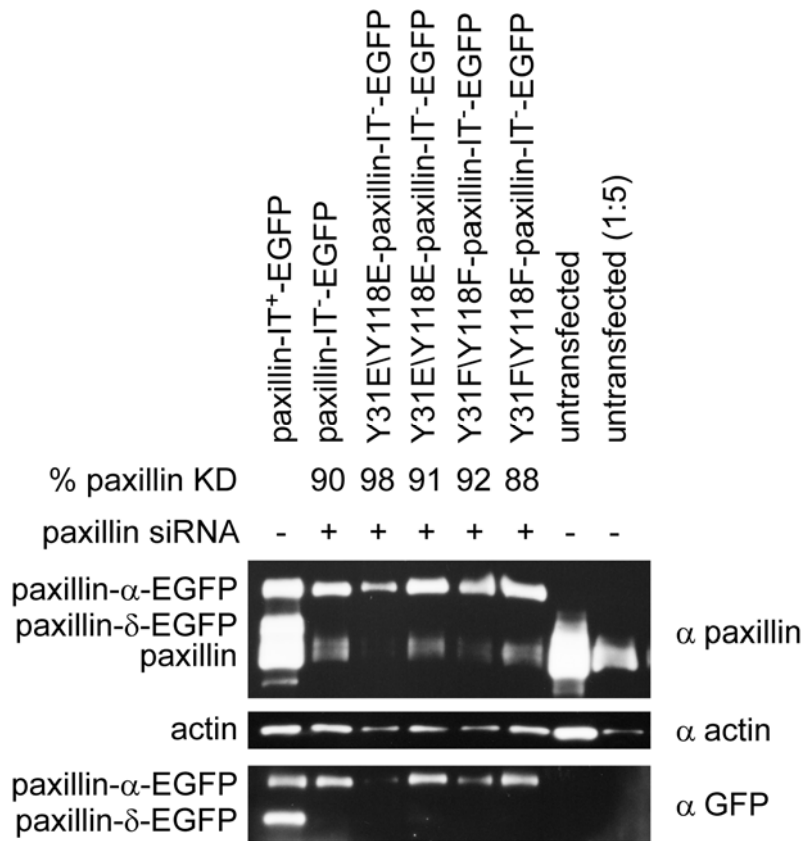 paxillin-IT⁺-EGFP
paxillin-IT⁻-EGFP
Y31E\Y118E-paxillin-IT⁻-EGFP
Y31E\Y118E-paxillin-IT⁻-EGFP
Y31F\Y118F-paxillin-IT⁻-EGFP
Y31F\Y118F-paxillin-IT⁻-EGFP
untransfected
untransfected (1:5)
% paxillin KD 90 98 91 92 88
paxillin siRNA - + + + + + - -
paxillin-α-EGFP
paxillin-δ-EGFP
paxillin α paxillin
actin α actin
paxillin-α-EGFP
α GFP
paxillin-δ-EGFP